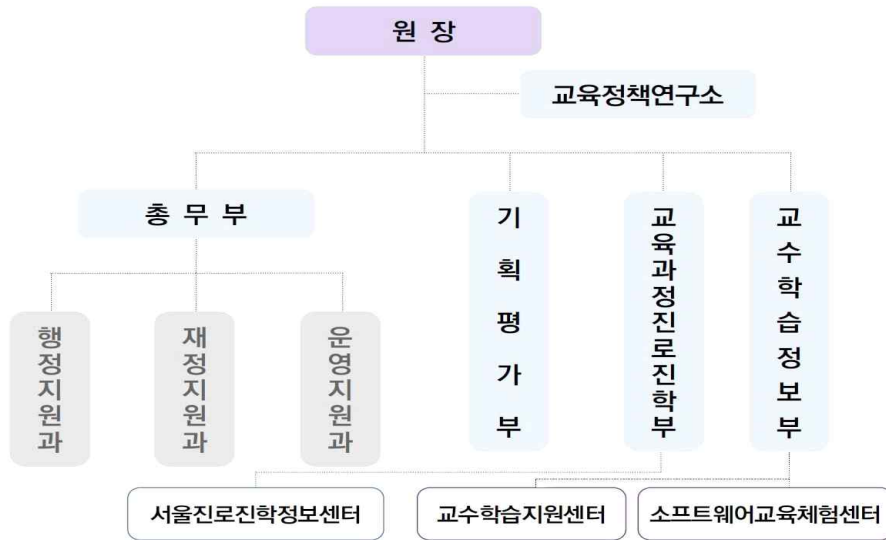 원 장
교육정책연구소
총 무 부
기획평가부
교육과정진로진학부
교수학습정보부
행정지원과
재정지원과
운영지원과
서울진로진학정보센터
교수학습지원센터
소프트웨어교육체험센터